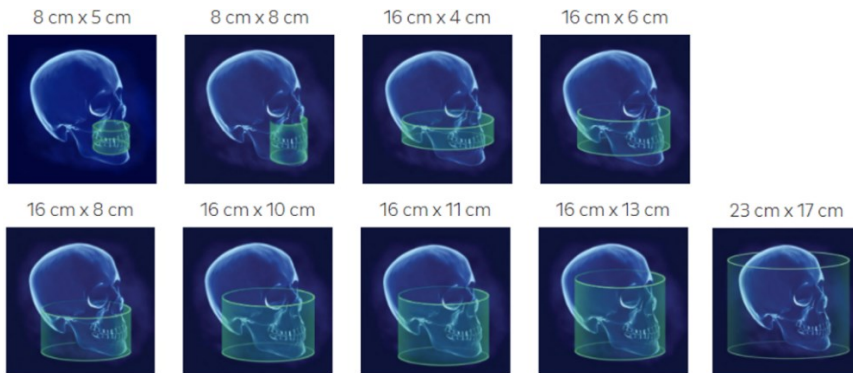 8 cm x 5 cm
8 cm x 8 cm
16 cm x 4 cm
16 cm x 6 cm
16 cm x 8 cm
16 cm x 10 cm
16 cm x 11 cm
16 cm x 13 cm
23 cm x 17 cm